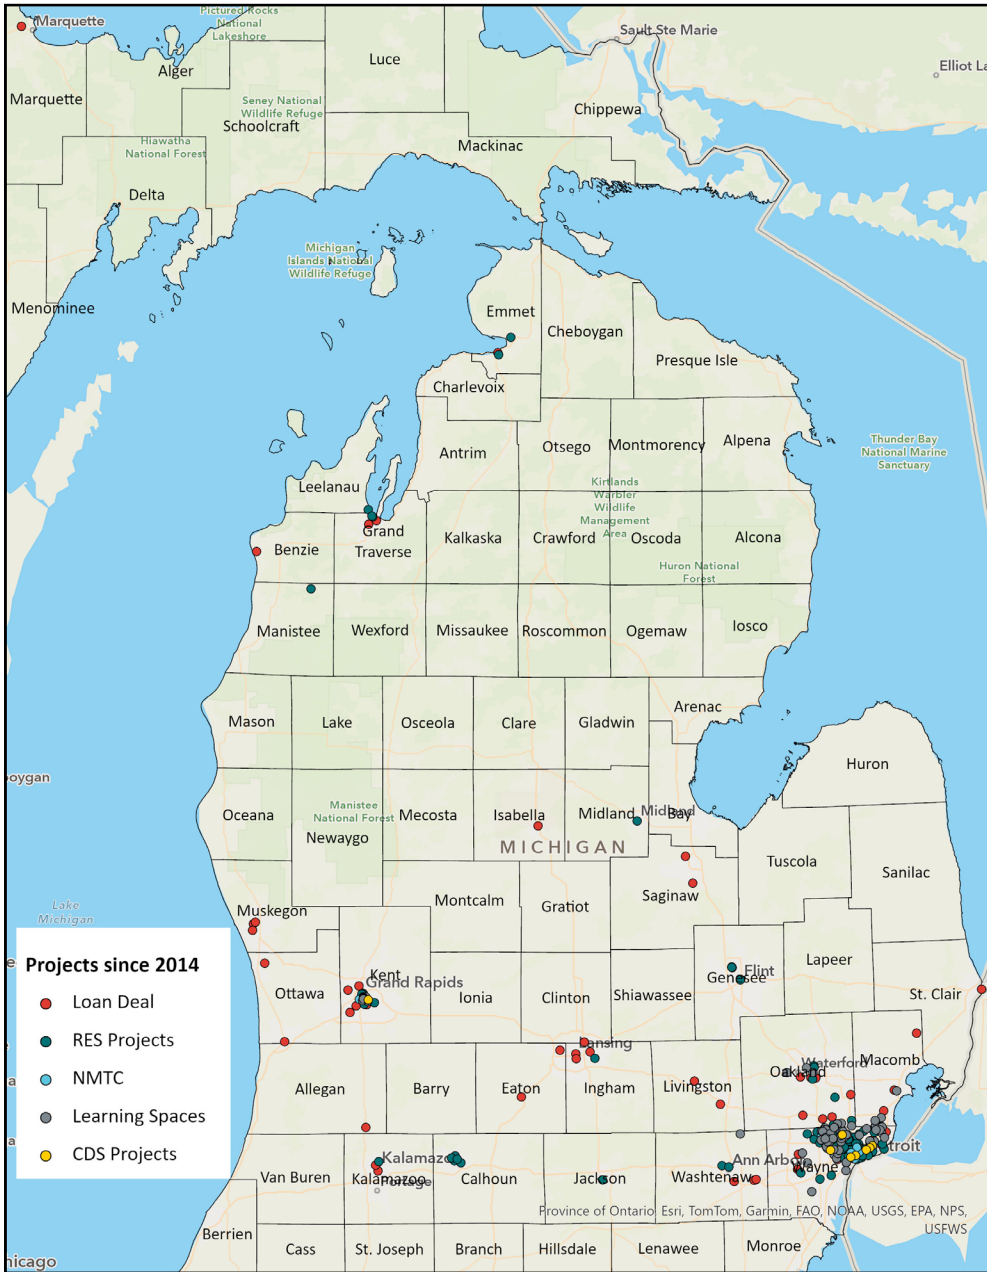 Pictured Rocks
National
Lakeshore
Marquette
Sault Ste Marie
Luce
Elliot La
Alger
Marquette
Seney National
Wildlife Refuge
Chippewa
Schoolcraft
Hiawatha
National Forest
Mackinac
Delta
Michigan
Islands National
Wildlife Refuge
Menominee
Emmet
Cheboygan
Presque Isle
Charlevoix
Antrim
Otsego
Montmorency
Alpena
Thunder Bay
National Marine
Sanctuary
Leelanau
Kirtlands
Warbler
Wildlife
Management
Area
Grand
Traverse
Benzie
Kalkaska
Crawford
Oscoda
Alcona
Huron National
Forest
Manistee
Wexford
Missaukee
Roscommon
Ogemaw
Iosco
Arenac
Mason
Lake
Osceola
Clare
Gladwin
Huron
boygan
Oceana
Manistee
National Forest
Newaygo
Mecosta
Isabella
Midland
Midland
Bay
MICHIGAN
Tuscola
Sanilac
Saginaw
Montcalm
Gratiot
Lake
Michigan
Muskegon
Projects since 2014
Loan Deal
RES Projects
NMTC
Learning Spaces
CDS Projects
Kent
Grand Rapids
Ottawa
Ionia
Clinton
Shiawassee
Flint
Genesee
Lapeer
St. Clair
Lansing
Waterford
Oakland
Macomb
Allegan
Barry
Eaton
Ingham
Livingston
Detroit
Van Buren
Kalamazoo
Kalamazoo
Portage
Calhoun
Jackson
Ann Arbor
Washtenaw
Wayne
Province of Ontario, Esri, TomTom, Garmin, FAO, NOAA, USGS, EPA, NPS,
USFWS
Berrien
Cass
St. Joseph
Branch
Hillsdale
Lenawee
Monroe
hicago